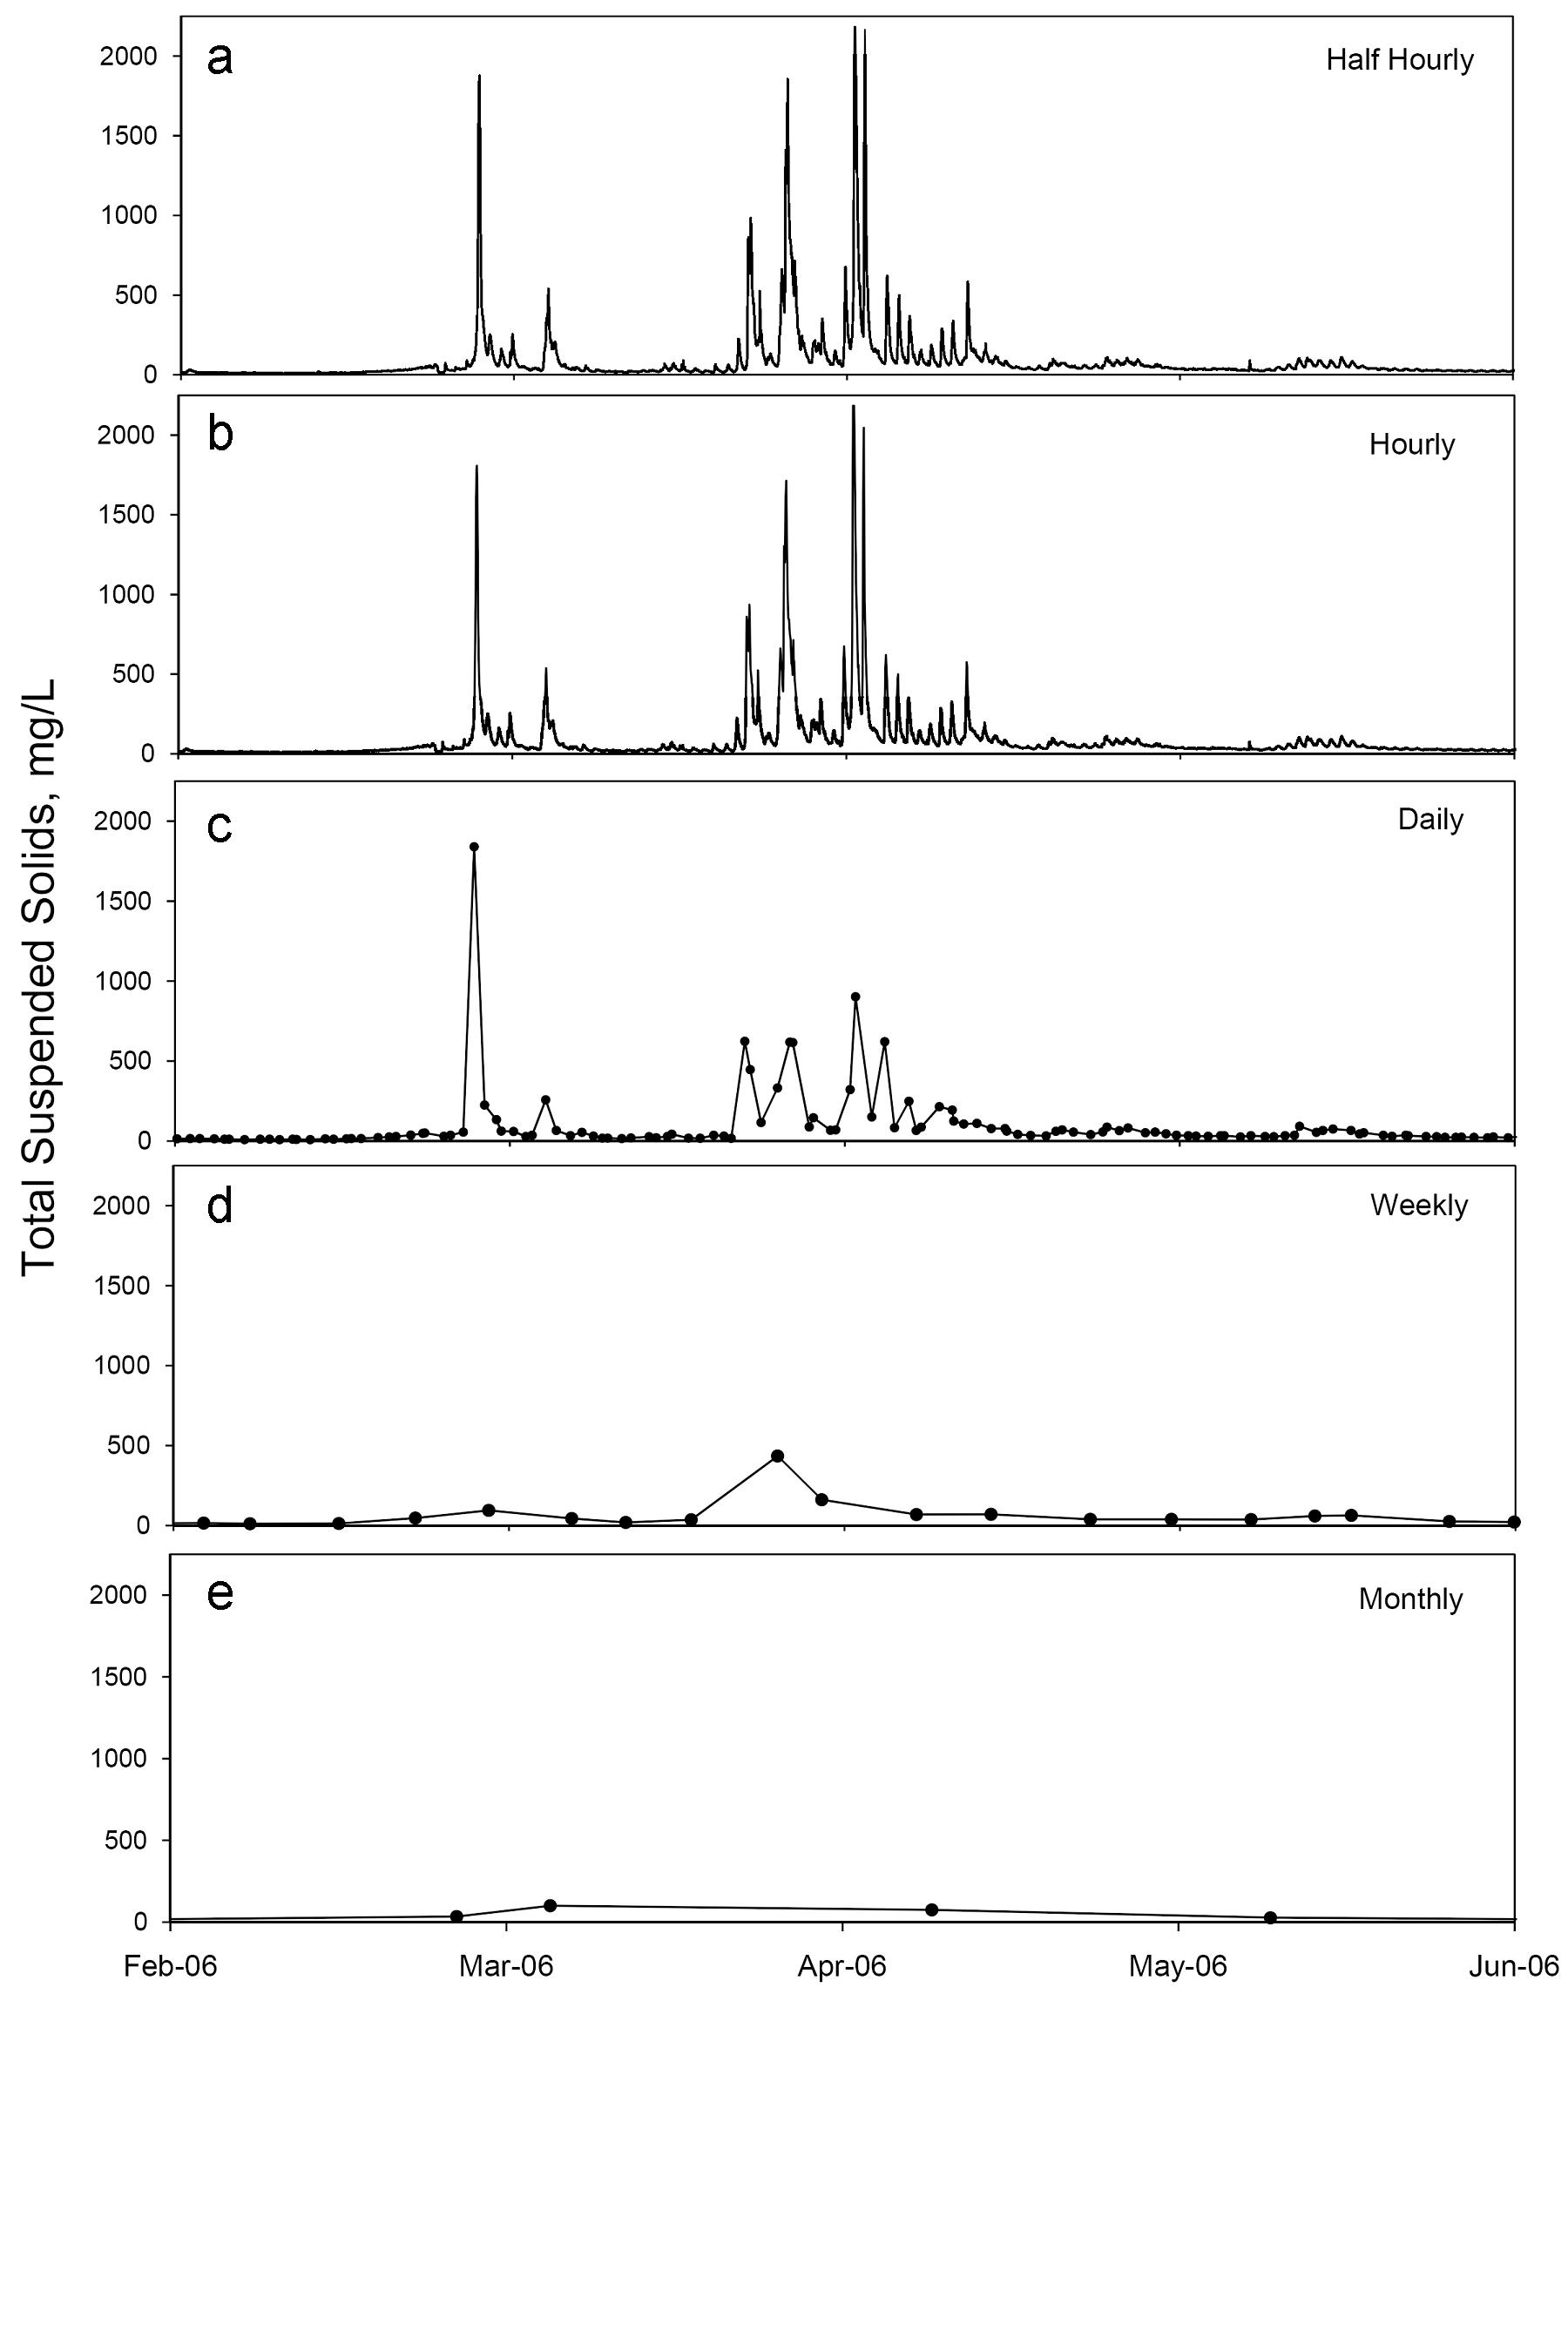 Total Suspended Solids, mg/L
a
Half Hourly
2000
1500
1000
500
0
b
Hourly
2000
1500
1000
500
0
c
Daily
2000
1500
1000
500
0
d
Weekly
2000
1500
1000
500
0
e
Monthly
2000
1500
1000
500
0
Feb-06 Mar-06 Apr-06 May-06 Jun-06